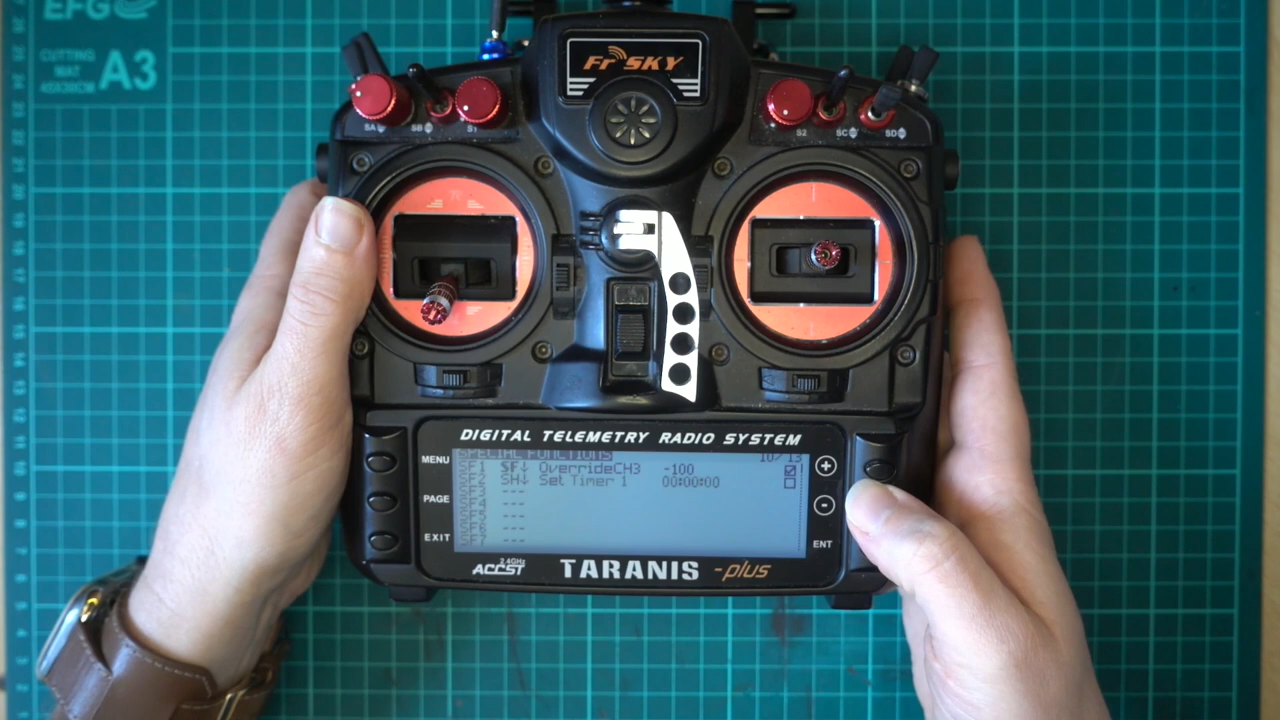 EFG
CUTTING
MAT
A3
FrSKY
SA
SB
S1
S2
SC
SD
DIGITAL TELEMETRY RADIO SYSTEM
MENU
PAGE
EXIT
SPECIAL FUNCTIONS 10/13
SF1 SF↓ OverrideCH3 -100
SF2 SH↓ Set Timer 1 00:00:00
SF3 ---
SF4 ---
SF5 ---
SF6 ---
SF7 ---
+
-
ENT
2.4GHz
ACCST
TARANIS -plus